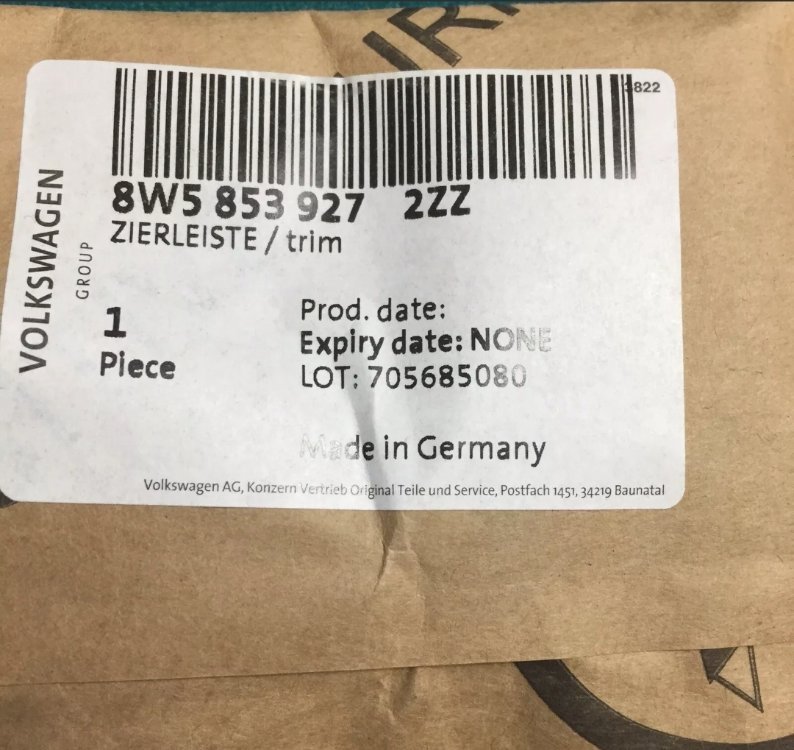 8W5 853 927 2ZZ
ZIERLEISTE / trim
VOLKSWAGEN
GROUP
1
Piece
Prod. date:
Expiry date: NONE
LOT: 705685080
Made in Germany
Volkswagen AG, Konzern Vertrieb Original Teile und Service, Postfach 1451, 34219 Baunatal